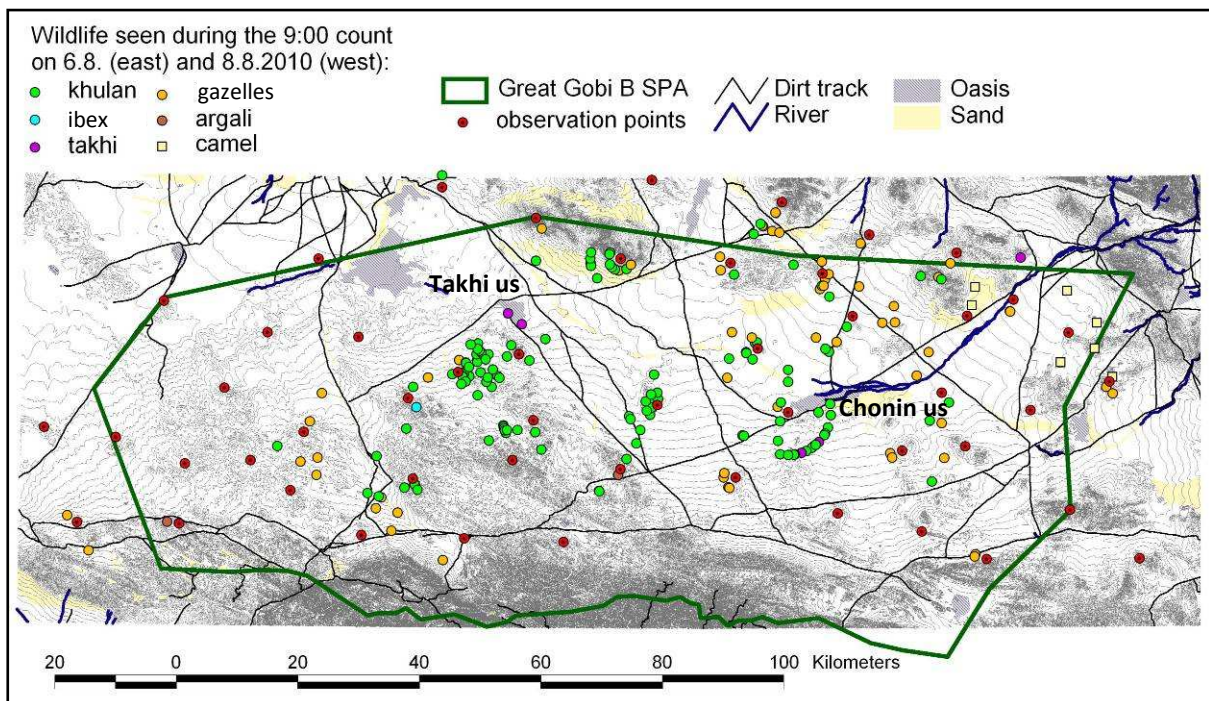 Wildlife seen during the 9:00 count
on 6.8. (east) and 8.8.2010 (west):
khulan gazelles
ibex argali
takhi camel
Great Gobi B SPA
observation points
Dirt track
River
Oasis
Sand
Takhi us
Chonin us
20 0 20 40 60 80 100 Kilometers